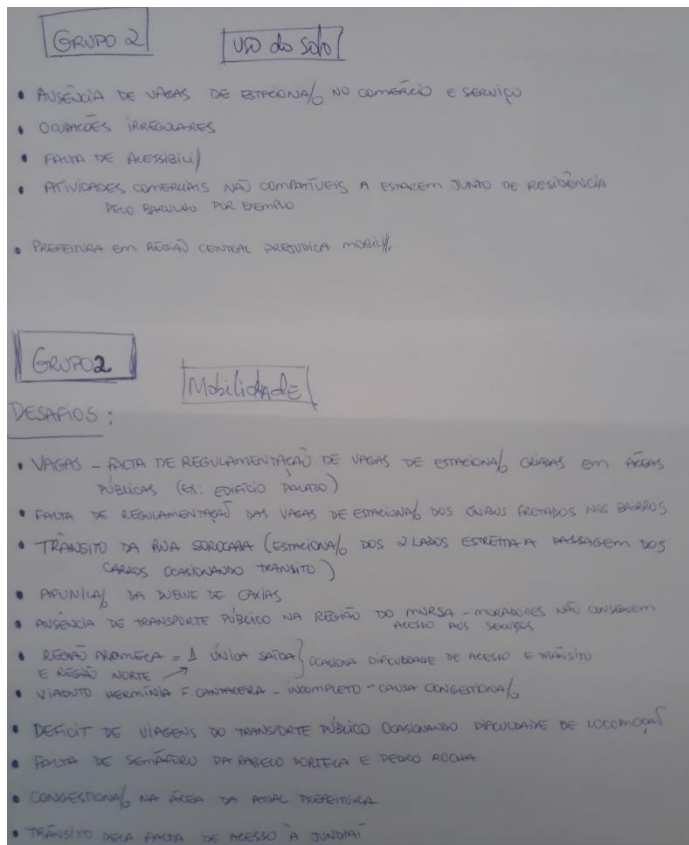 GRUPO 2
USO do Solo
• AUSÊNCIA DE VAGAS DE ESTACIONA/o NO COMÉRCIO E SERVIÇO
• OCUPAÇÕES IRREGULARES
• FALTA DE ACESSIBILI/
• ATIVIDADES COMERCIAIS NÃO COMPATÍVEIS A ESTAREM JUNTO DE RESIDÊNCIA
PELO BARULHO POR EXEMPLO
• PREFEITURA EM REGIÃO CENTRAL PREJUDICA MOBILI/.
GRUPO 2
Mobilidade
DESAFIOS :
• VAGAS - FALTA DE REGULAMENTAÇÃO DE VAGAS DE ESTACIONA/o CRIADAS EM ÁREAS
PÚBLICAS (EX: EDIFÍCIO)
• FALTA DE REGULAMENTAÇÃO DAS VAGAS DE ESTACIONA/o DOS ÔNIBUS FRETADOS NOS BAIRROS
• TRÂNSITO DA RUA SOROCABA (ESTACIONA/o DOS 2 LADOS ESTREITA A PASSAGEM DOS
CARROS OCASIONANDO TRÂNSITO)
• AFUNILA/o DA DUQUE DE CAXIAS
• AUSÊNCIA DE TRANSPORTE PÚBLICO NA REGIÃO DO MURSA - MORADORES NÃO CONSEGUEM
ACESSO AOS SERVIÇOS
• REGIÃO PROMECA = 1 ÚNICA SAÍDA } OCASIONA DIFICULDADE DE ACESSO E TRÂNSITO
E REGIÃO NORTE
• VIADUTO HERMÍNIA F. - INCOMPLETO - CAUSA CONGESTIONA/o
• DEFICIT DE VIAGENS DO TRANSPORTE PÚBLICO OCASIONANDO DIFICULDADE DE LOCOMOÇÃO
• FALTA DE SEMÁFORO DA RABELO PORTELA E PEDRO ROCHA
• CONGESTIONA/o NA ÁREA DA ATUAL PREFEITURA
• TRÂNSITO PELA FALTA DE ACESSO À JUNDIAÍ